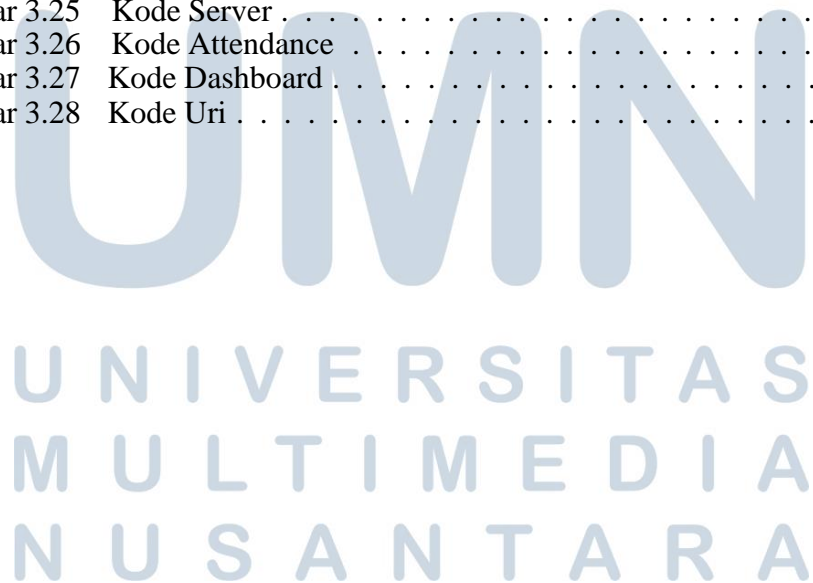 ar 3.25 Kode Server . . . . . . . . . . . . . . . . . . . . . . .
ar 3.26 Kode Attendance . . . . . . . . . . . . . . . . . . . .
ar 3.27 Kode Dashboard . . . . . . . . . . . . . . . . . . . . .
ar 3.28 Kode Uri . . . . . . . . . . . . . . . . . . . . . . . . .
UMN
UNIVERSITAS
MULTIMEDIA
NUSANTARA